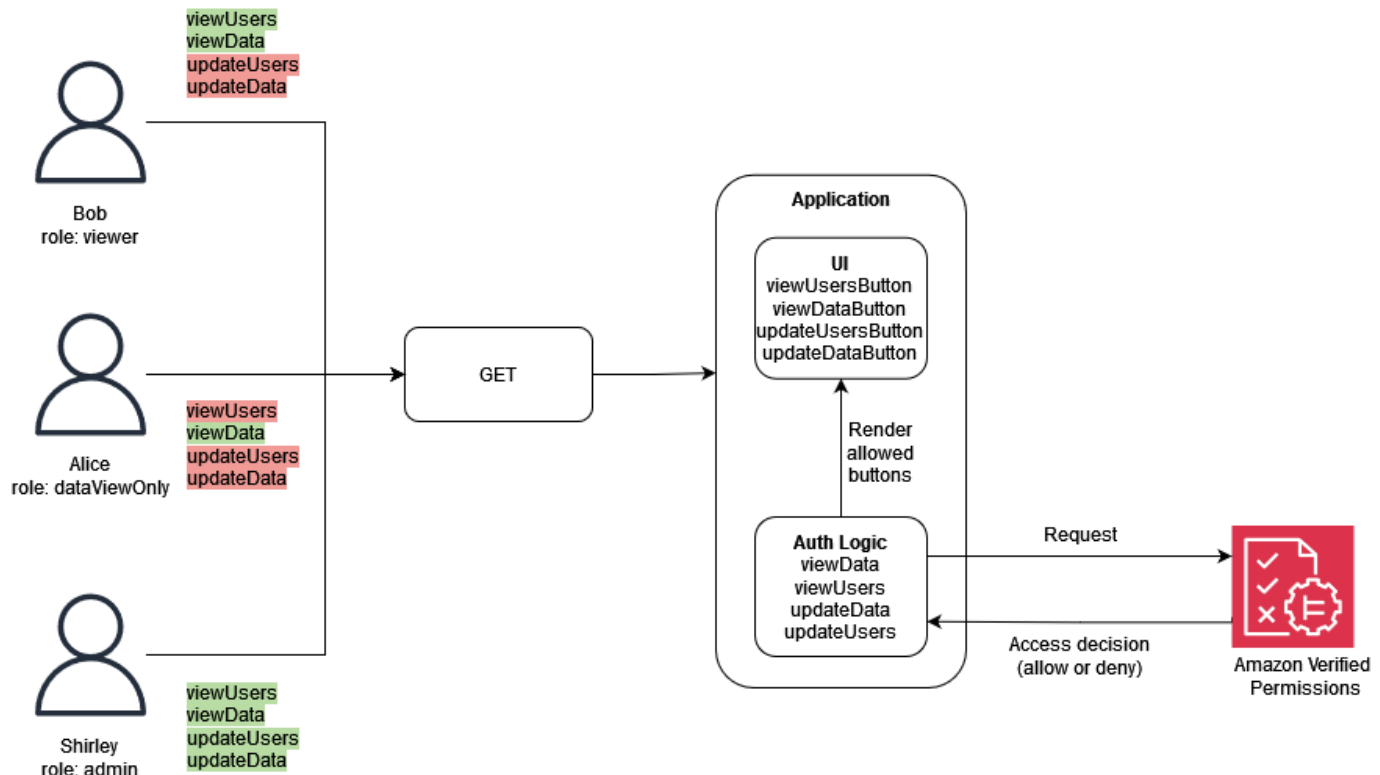 viewUsers
viewData
updateUsers
updateData
Bob
role: viewer
viewUsers
viewData
updateUsers
updateData
Alice
role: dataViewOnly
viewUsers
viewData
updateUsers
updateData
Shirley
role: admin
GET
Application
UI
viewUsersButton
viewDataButton
updateUsersButton
updateDataButton
Render
allowed
buttons
Auth Logic
viewData
viewUsers
updateData
updateUsers
Request
Access decision
(allow or deny)
Amazon Verified
Permissions